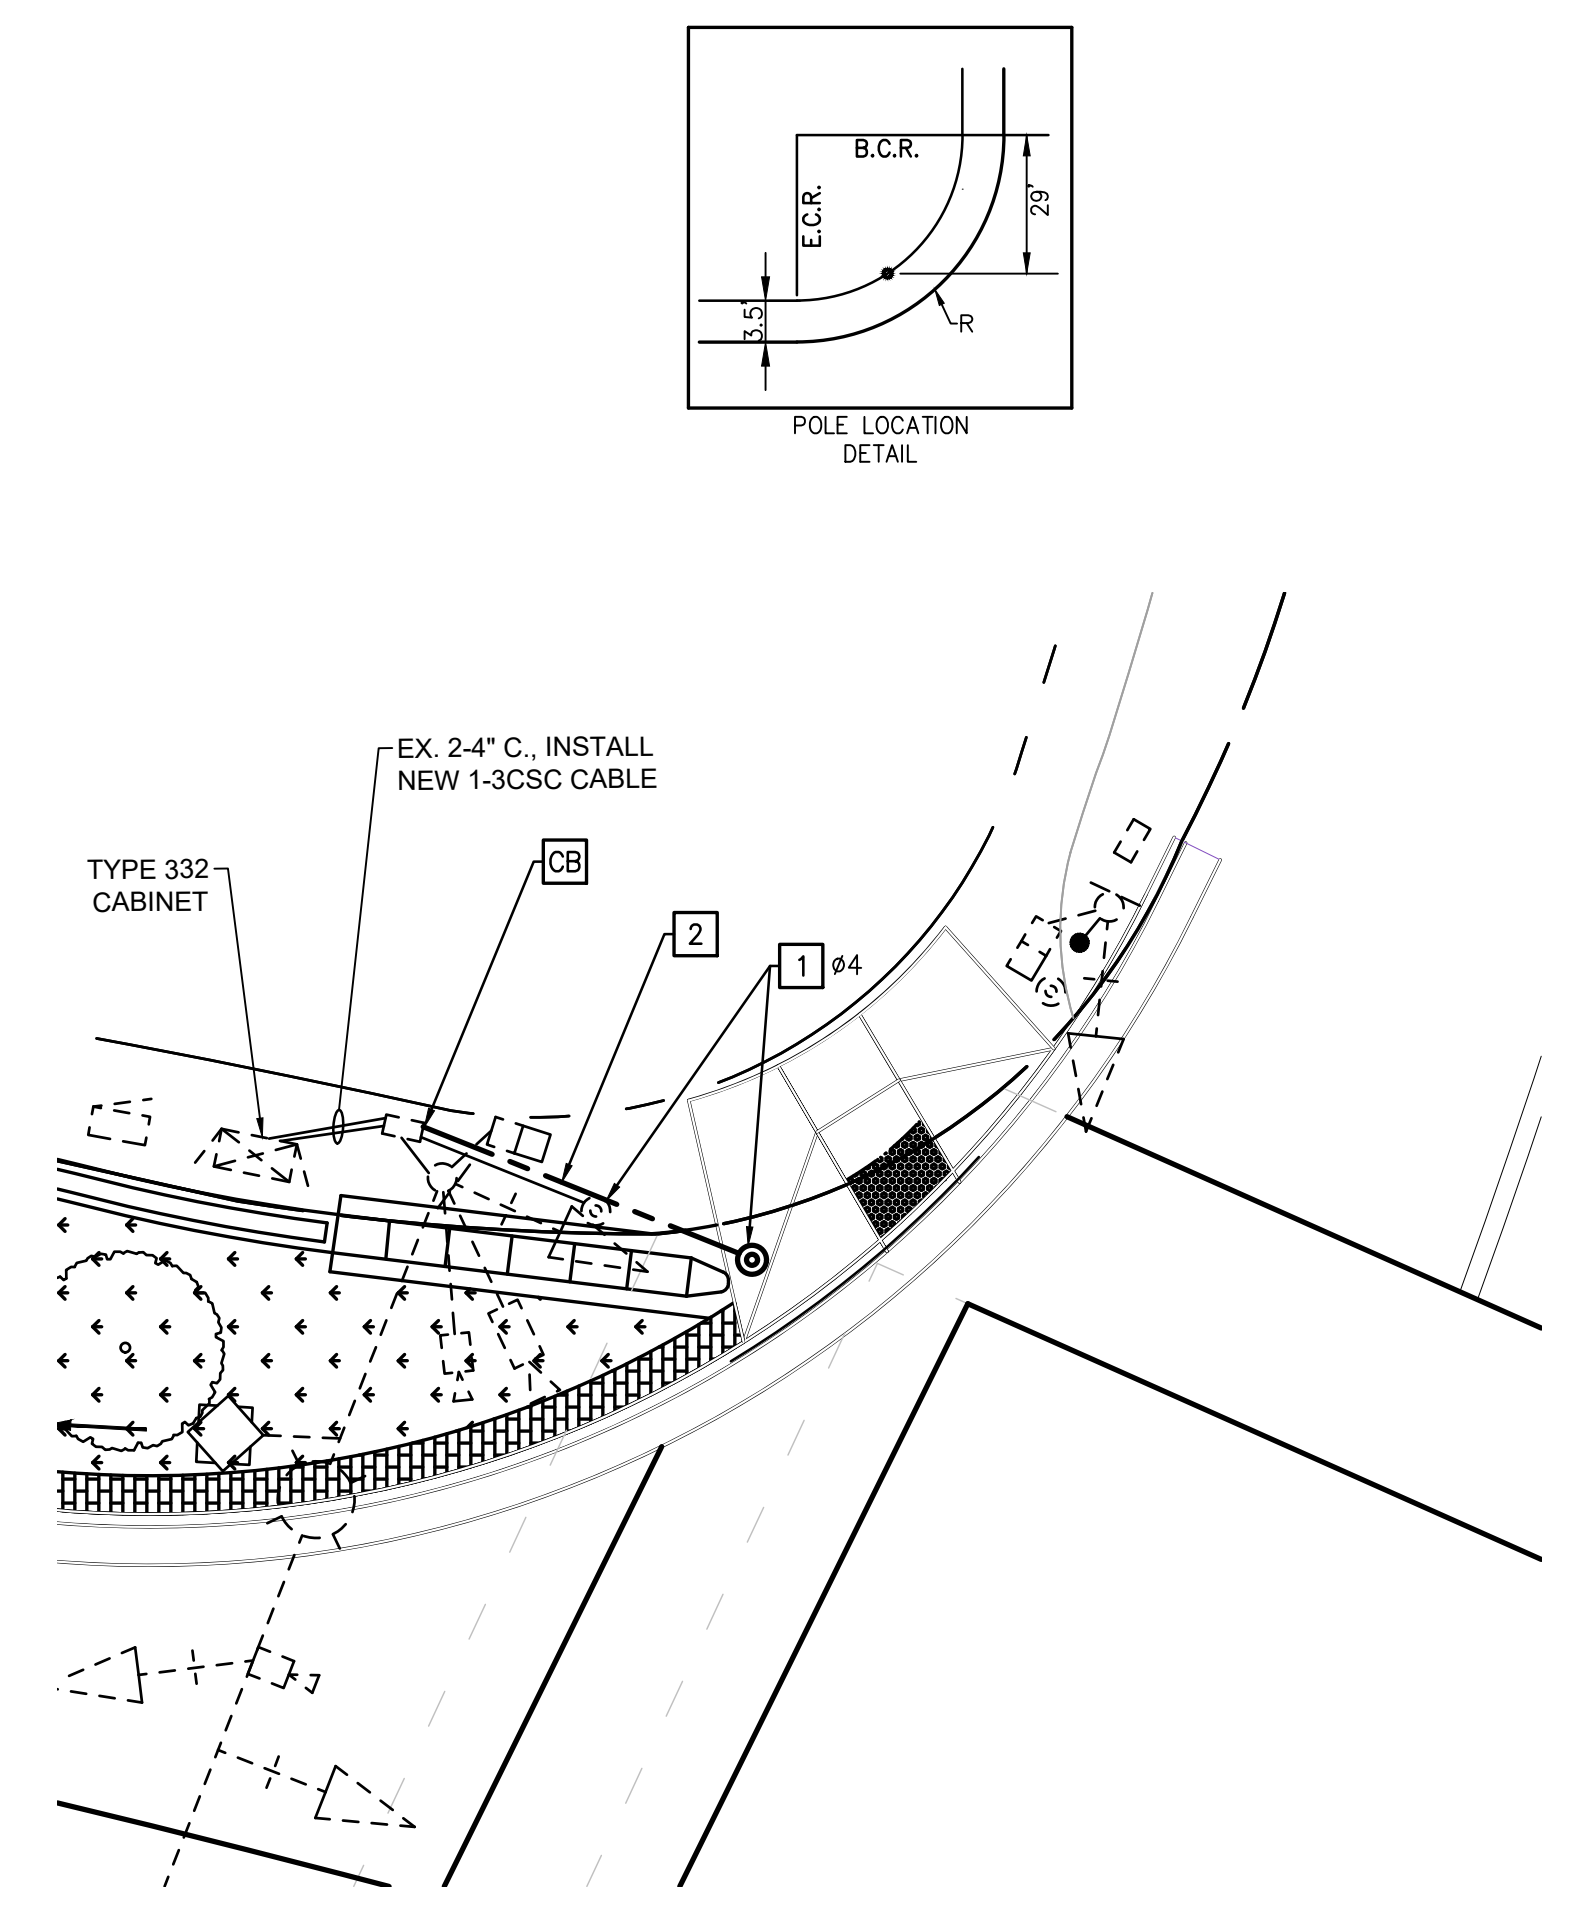 B.C.R.
E.C.R.
29'
3.5'
R
POLE LOCATION
DETAIL
EX. 2-4" C., INSTALL
NEW 1-3CSC CABLE
TYPE 332
CABINET
CB
2
1 ø4